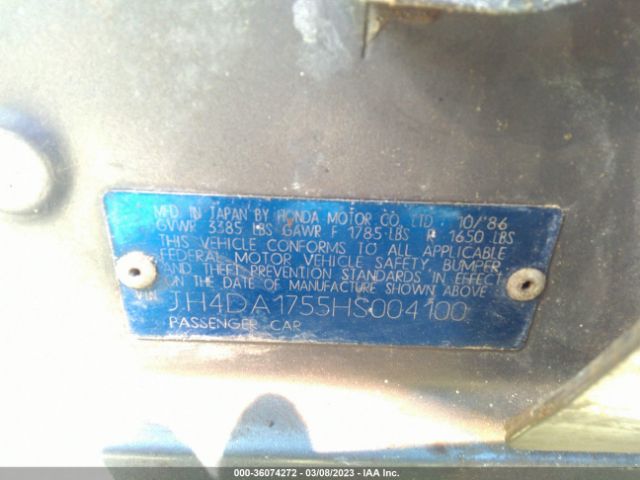 MFD IN JAPAN BY HONDA MOTOR CO. LTD. 10/'86
GVWR 3385 LBS GAWR F 1785 LBS R 1650 LBS
THIS VEHICLE CONFORMS TO ALL APPLICABLE
FEDERAL MOTOR VEHICLE SAFETY, BUMPER,
AND THEFT PREVENTION STANDARDS IN EFFECT
ON THE DATE OF MANUFACTURE SHOWN ABOVE
VIN JH4DA1755HS004100
PASSENGER CAR
000-36074272 — 03/08/2023 — IAA Inc.